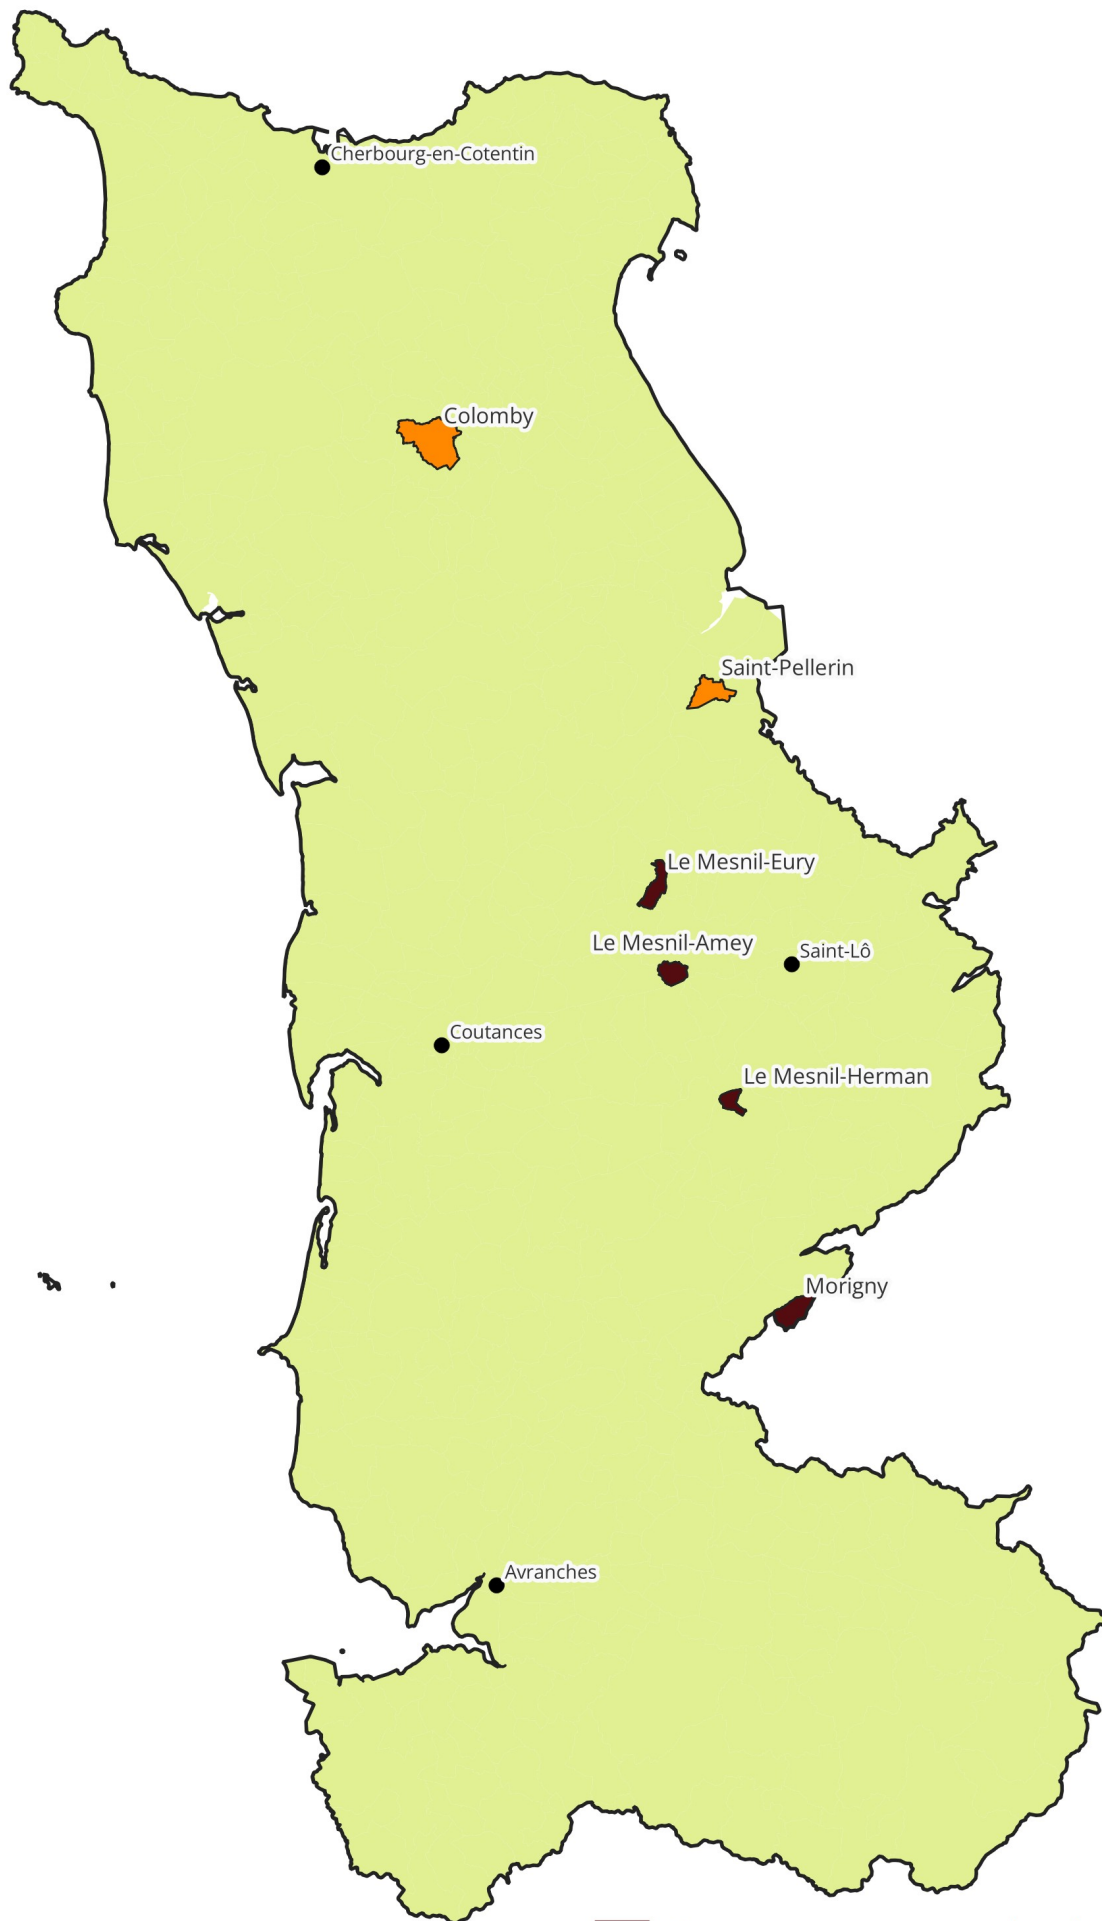 Cherbourg-en-Cotentin
Colomby
Saint-Pellerin
Le Mesnil-Eury
Le Mesnil-Amey
Saint-Lô
Coutances
Le Mesnil-Herman
Morigny
Avranches